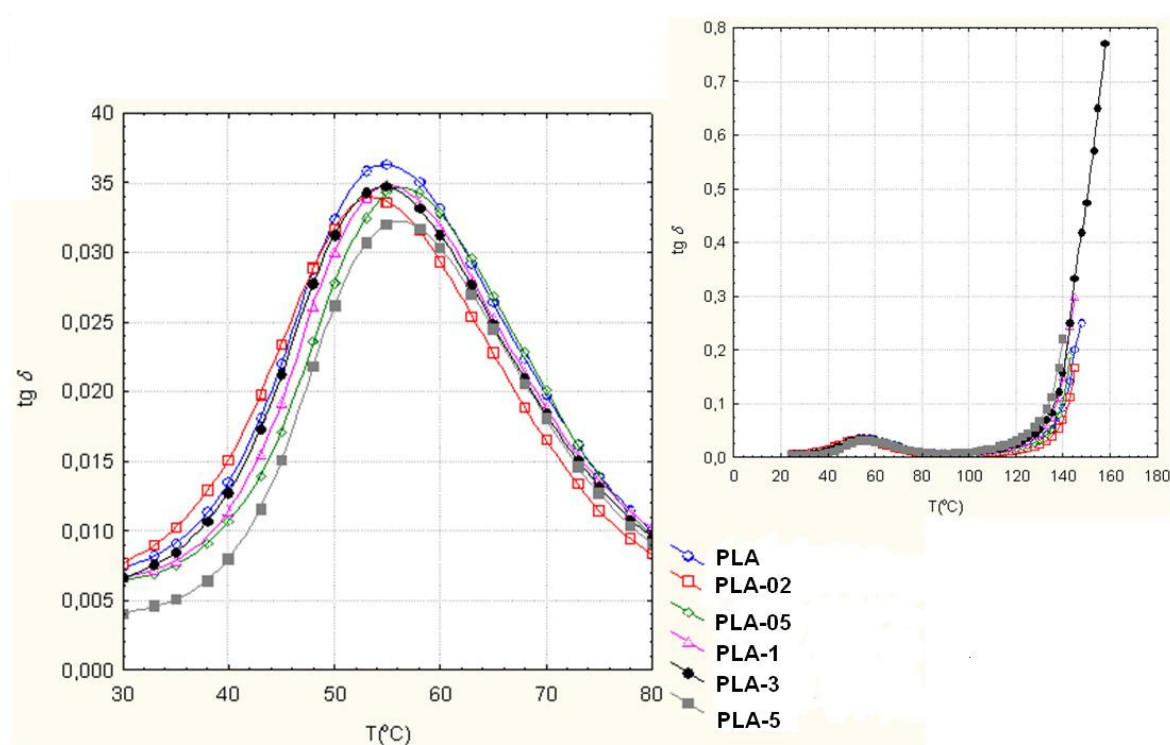 40
35
0,030
0,025
0,020
0,015
0,010
0,005
0,000
30 40 50 60 70 80
tg δ
T(ºC)
0,8
0,7
0,6
0,5
0,4
0,3
0,2
0,1
0,0
0 20 40 60 80 100 120 140 160 180
tg δ
T(ºC)
PLA
PLA-02
PLA-05
PLA-1
PLA-3
PLA-5